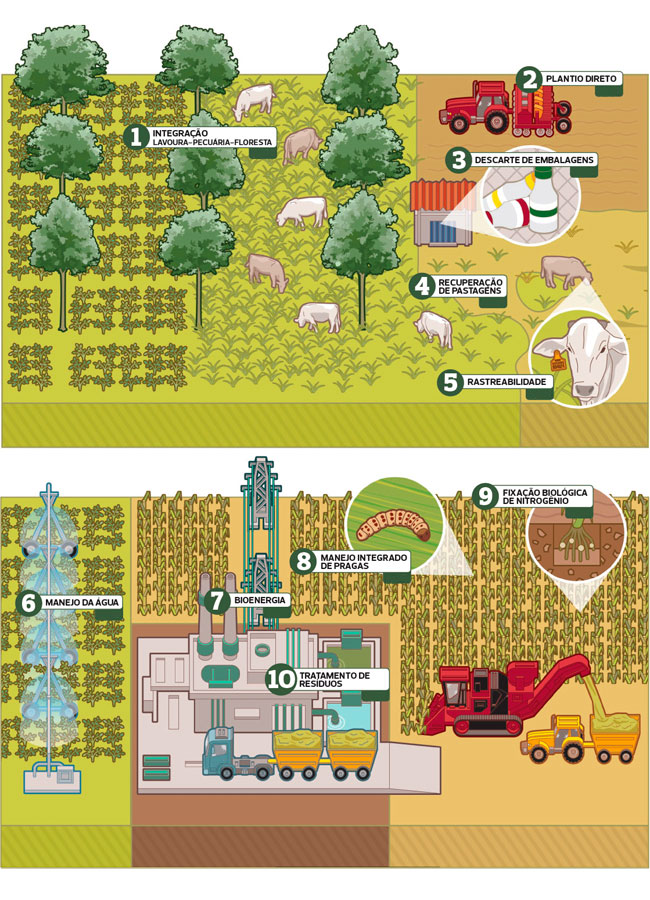 1 INTEGRAÇÃO
LAVOURA-PECUÁRIA-FLORESTA
2 PLANTIO DIRETO
3 DESCARTE DE EMBALAGENS
4 RECUPERAÇÃO
DE PASTAGENS
5 RASTREABILIDADE
6 MANEJO DA ÁGUA
7 BIOENERGIA
8 MANEJO INTEGRADO
DE PRAGAS
9 FIXAÇÃO BIOLÓGICA
DE NITROGÊNIO
10 TRATAMENTO DE
RESÍDUOS